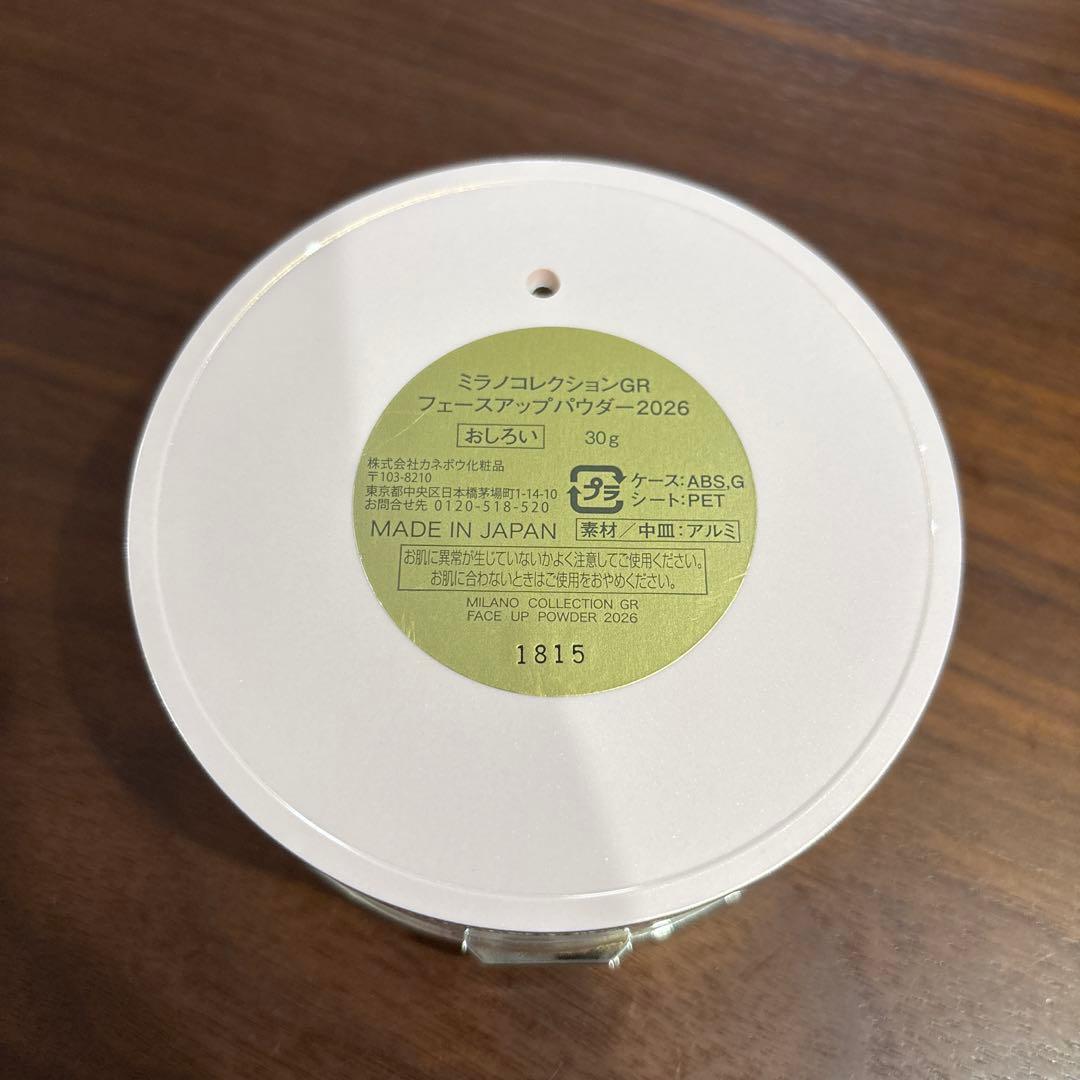 ミラノコレクションGR
フェースアップパウダー2026
おしろい 30g
株式会社カネボウ化粧品
〒103-8210
東京都中央区日本橋茅場町1-14-10
お問合せ先 0120-518-520
プラ ケース:ABS,G
シート:PET
MADE IN JAPAN 素材/中皿:アルミ
お肌に異常が生じていないかよく注意してご使用ください。
お肌に合わないときはご使用をおやめください。
MILANO COLLECTION GR
FACE UP POWDER 2026
1815